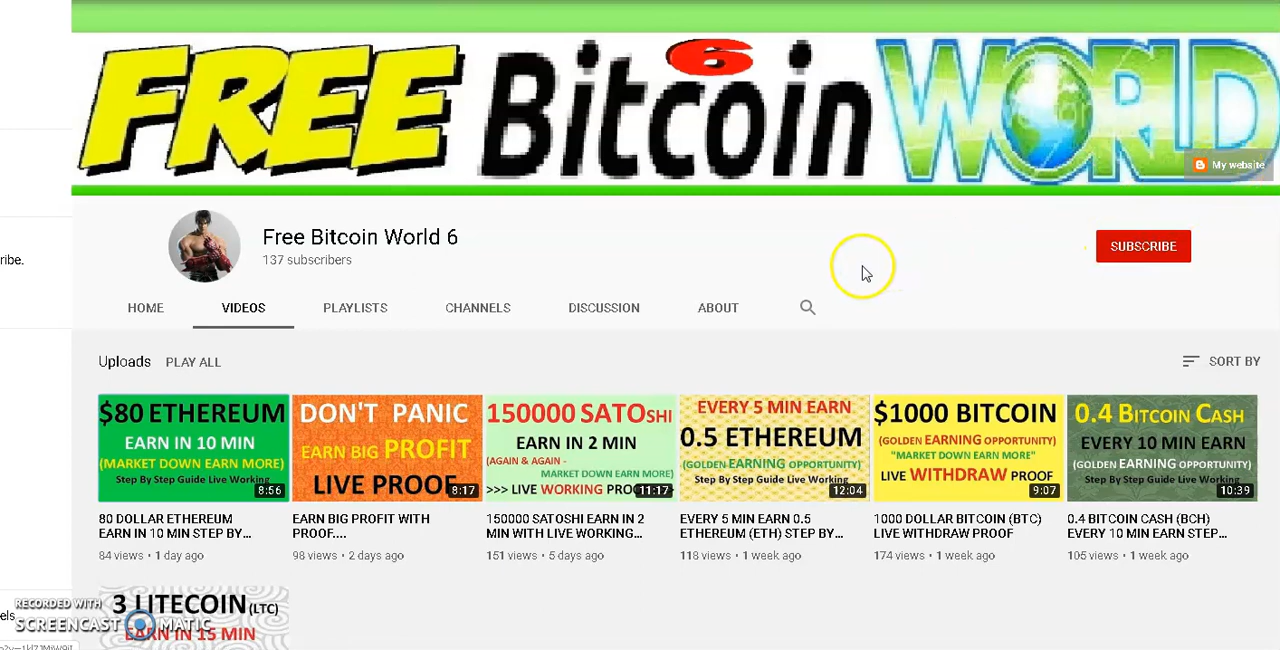 FREE Bitcoin 6 WORLD
My website
Free Bitcoin World 6
137 subscribers
SUBSCRIBE
ribe.
HOME VIDEOS PLAYLISTS CHANNELS DISCUSSION ABOUT
Uploads PLAY ALL
SORT BY
$80 ETHEREUM
EARN IN 10 MIN
(MARKET DOWN EARN MORE)
Step By Step Guide Live Working
8:56
80 DOLLAR ETHEREUM
EARN IN 10 MIN STEP BY...
84 views • 1 day ago
DON'T PANIC
EARN BIG PROFIT
LIVE PROOF
8:17
EARN BIG PROFIT WITH
PROOF....
98 views • 2 days ago
150000 SATOSHI
EARN IN 2 MIN
(AGAIN & AGAIN -
MARKET DOWN EARN MORE)
>>> LIVE WORKING PROO
11:17
150000 SATOSHI EARN IN 2
MIN WITH LIVE WORKING...
151 views • 5 days ago
EVERY 5 MIN EARN
0.5 ETHEREUM
(GOLDEN EARNING OPPORTUNITY)
Step By Step Guide Live Working
12:04
EVERY 5 MIN EARN 0.5
ETHEREUM (ETH) STEP BY...
118 views • 1 week ago
$1000 BITCOIN
(GOLDEN EARNING OPPORTUNITY)
"MARKET DOWN EARN MORE"
LIVE WITHDRAW PROOF
9:07
1000 DOLLAR BITCOIN (BTC)
LIVE WITHDRAW PROOF
174 views • 1 week ago
0.4 BITCOIN CASH
EVERY 10 MIN EARN
(GOLDEN EARNING OPPORTUNITY)
Step By Step Guide Live Working
10:39
0.4 BITCOIN CASH (BCH)
EVERY 10 MIN EARN STEP...
105 views • 1 week ago
3 LITECOIN (LTC)
EARN IN 15 MIN
els
RECORDED WITH
SCREENCAST MATIC